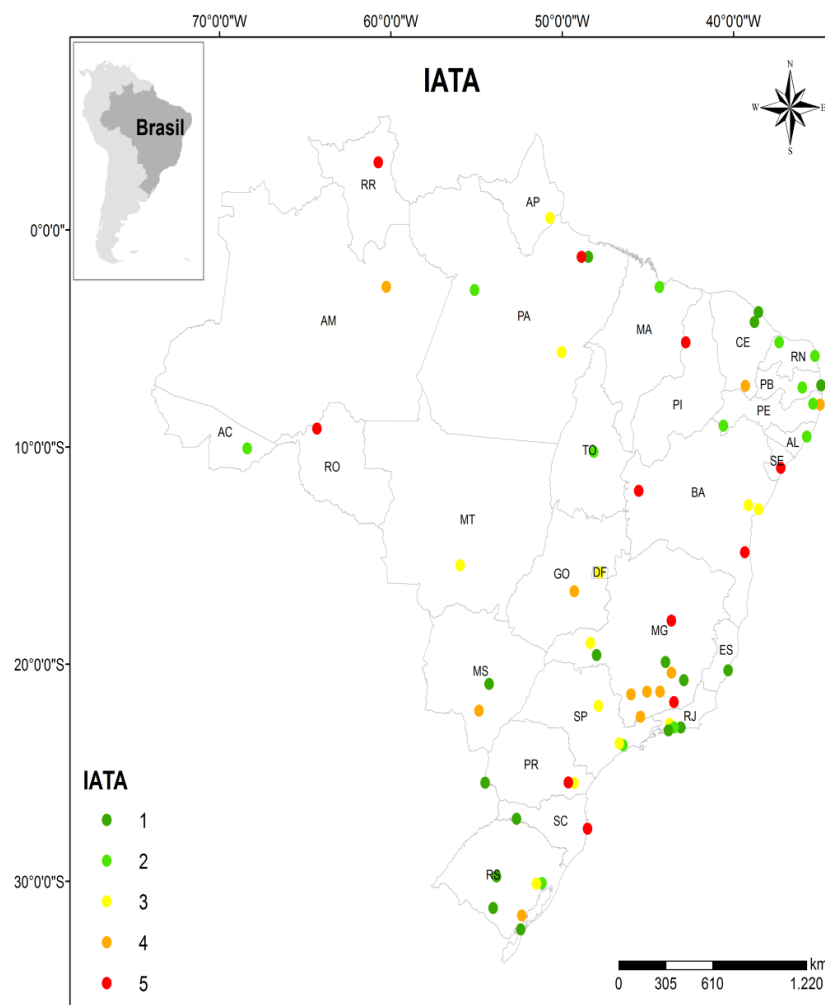 70°0'0"W 60°0'0"W 50°0'0"W 40°0'0"W
IATA
Brasil
N
W E
S
RR
AP
0°0'0"
AM
PA
MA
CE
RN
PB
PI
PE
AC
AL
10°0'0"S
TO
SE
RO
BA
MT
GO
DF
MG
ES
20°0'0"S
MS
SP
RJ
PR
IATA
SC
1
2
3
RS
30°0'0"S
4
5
km
0 305 610 1.220